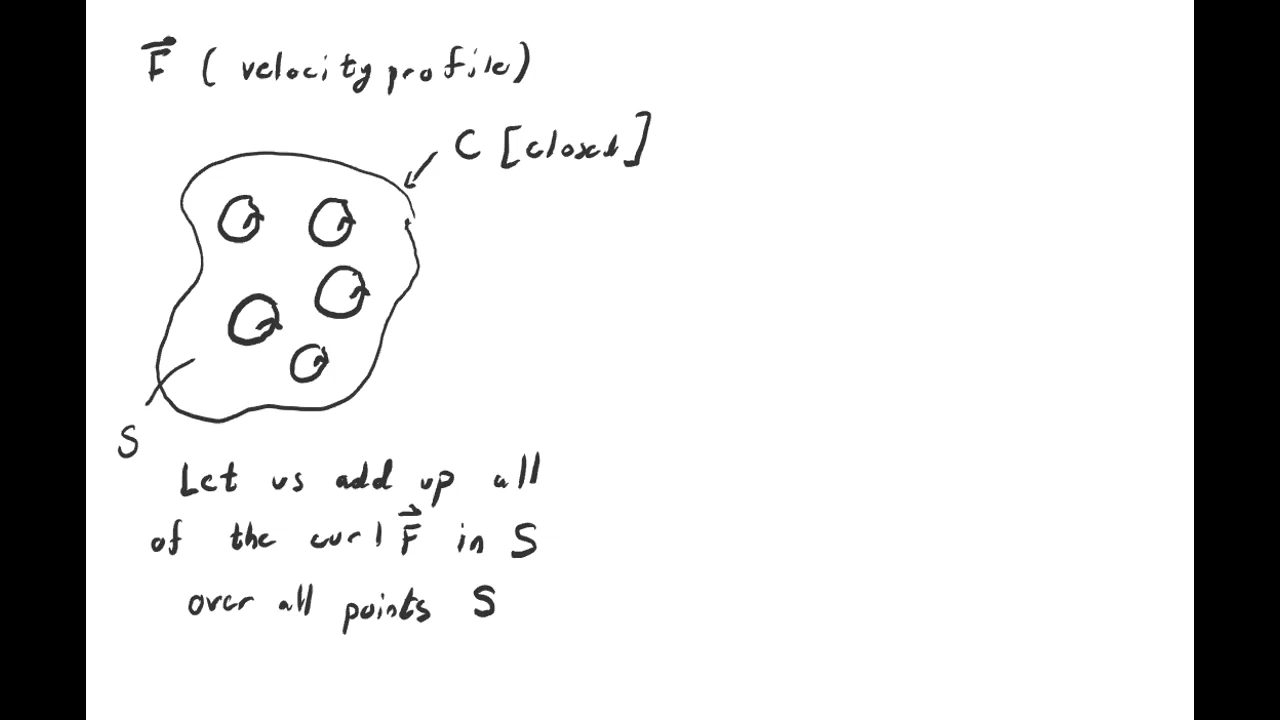 F⃗ ( velocity profile)
C [closed]
S
Let us add up all
of the curl F⃗ in S
over all points S